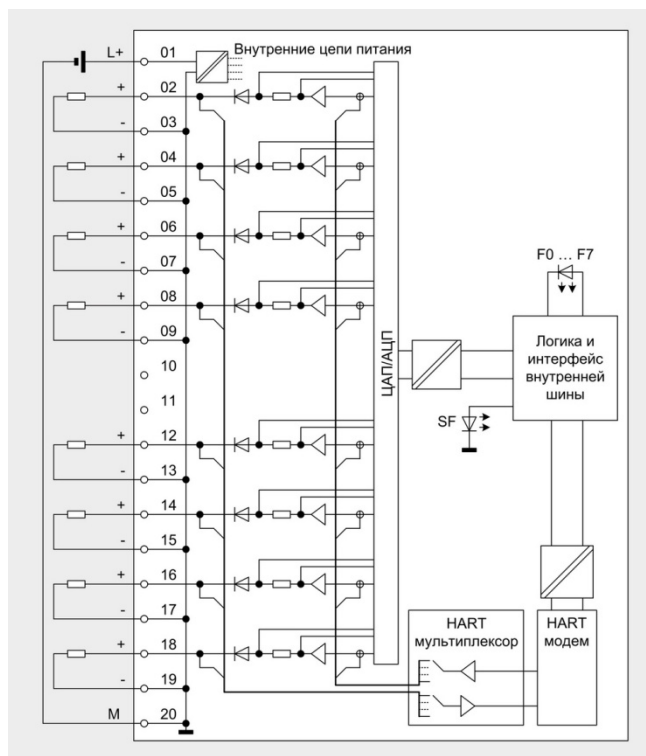 L+ 01 Внутренние цепи питания
+ 02
- 03
+ 04
- 05
+ 06
- 07
+ 08
- 09
10
11
+ 12
- 13
+ 14
- 15
+ 16
- 17
+ 18
- 19
M 20
ЦАП/АЦП
F0 ... F7
Логика и
интерфейс
внутренней
шины
SF
HART
мультиплексор
HART
модем